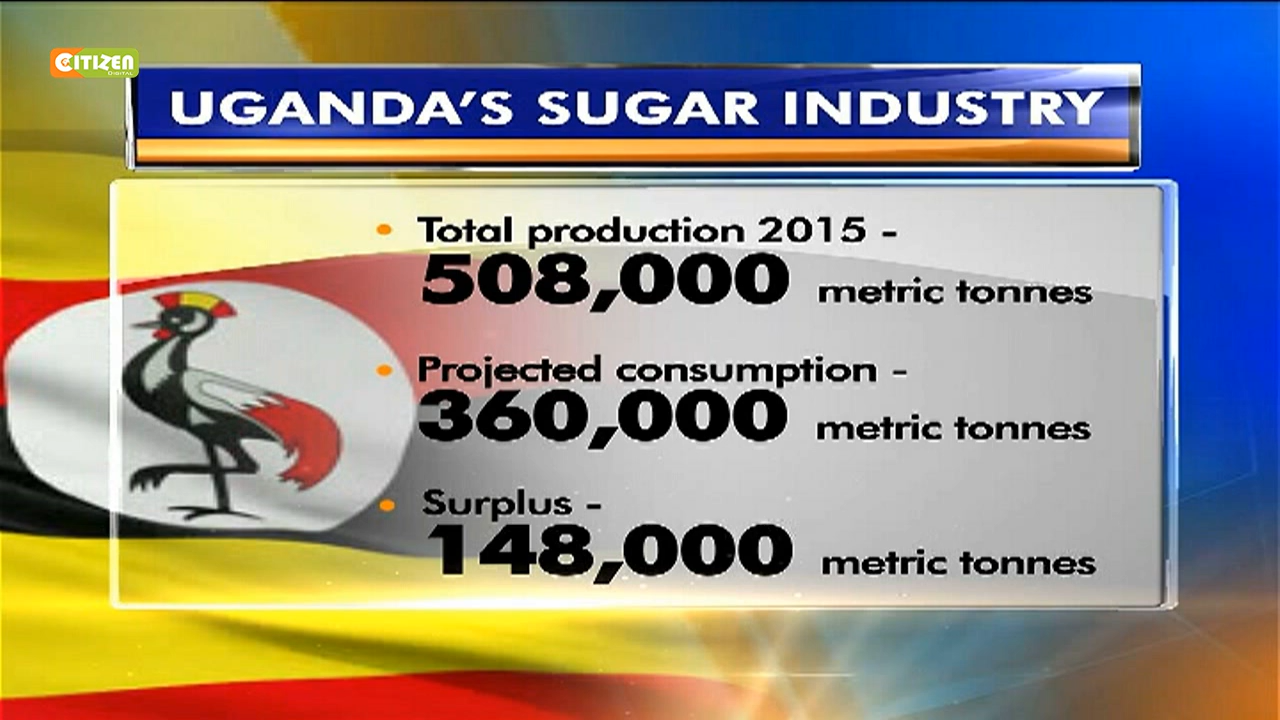 CITIZEN
DIGITAL
UGANDA'S SUGAR INDUSTRY
• Total production 2015 -
508,000 metric tonnes
• Projected consumption -
360,000 metric tonnes
• Surplus -
148,000 metric tonnes